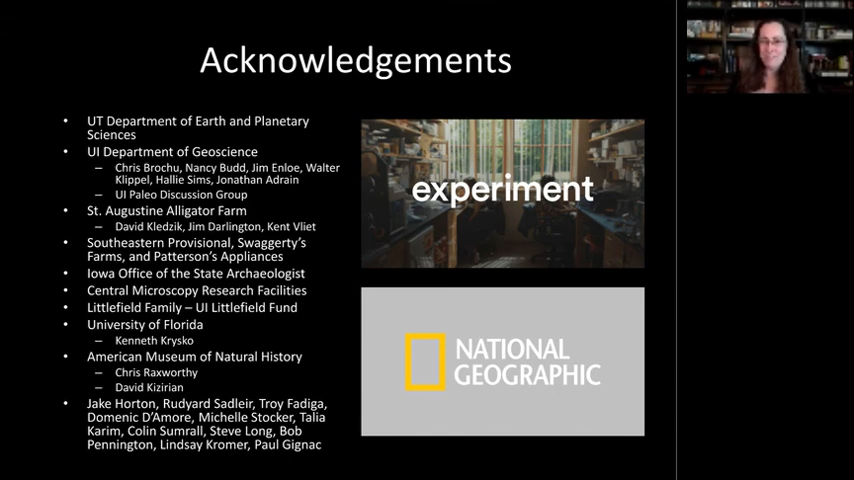 Acknowledgements
• UT Department of Earth and Planetary
Sciences
• UI Department of Geoscience
– Chris Brochu, Nancy Budd, Jim Enloe, Walter
Klippel, Hallie Sims, Jonathan Adrain
– UI Paleo Discussion Group
• St. Augustine Alligator Farm
– David Kledzik, Jim Darlington, Kent Vliet
• Southeastern Provisional, Swaggerty’s
Farms, and Patterson’s Appliances
• Iowa Office of the State Archaeologist
• Central Microscopy Research Facilities
• Littlefield Family – UI Littlefield Fund
• University of Florida
– Kenneth Krysko
• American Museum of Natural History
– Chris Raxworthy
– David Kizirian
• Jake Horton, Rudyard Sadleir, Troy Fadiga,
Domenic D’Amore, Michelle Stocker, Talia
Karim, Colin Sumrall, Steve Long, Bob
Pennington, Lindsay Kromer, Paul Gignac
experiment
NATIONAL
GEOGRAPHIC